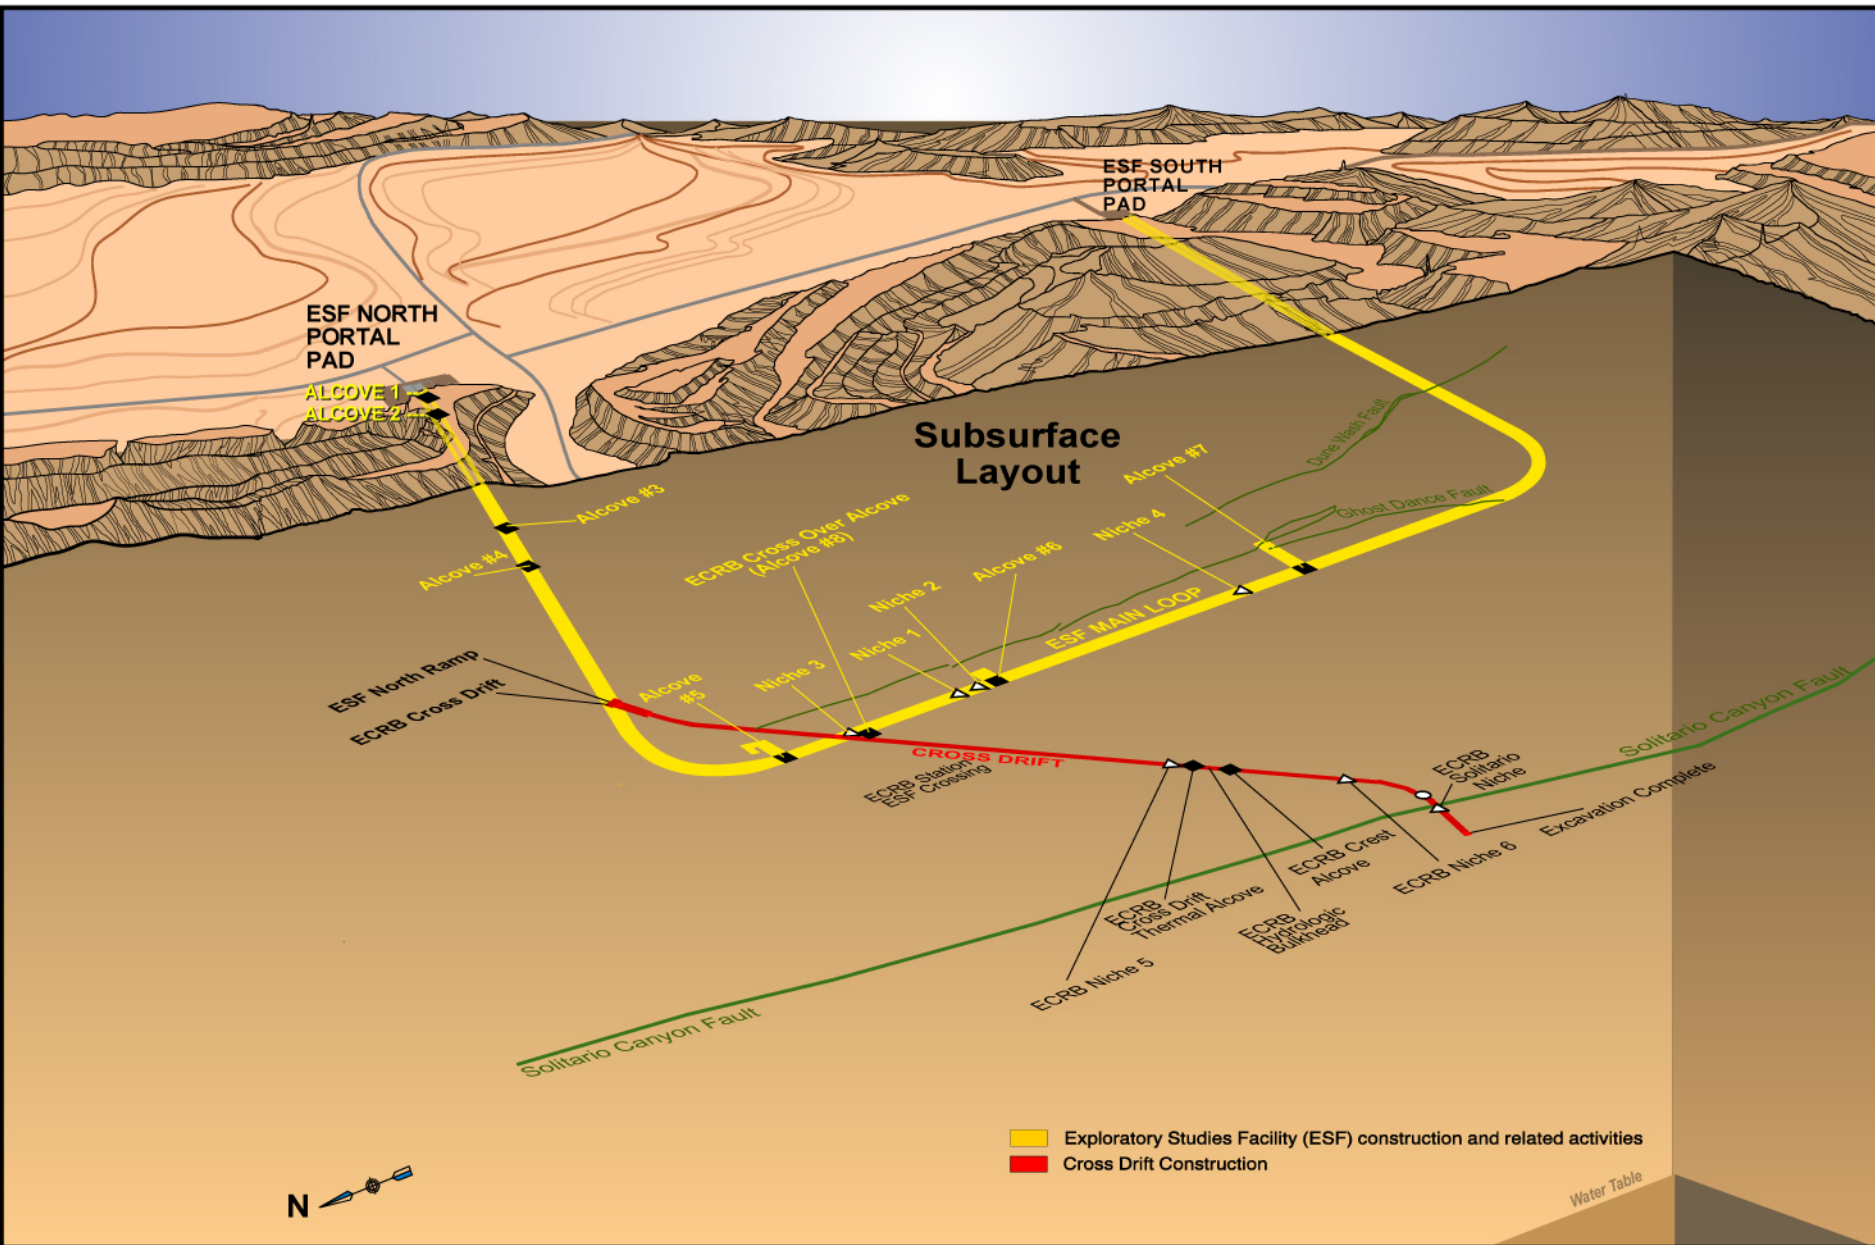 ESF SOUTH
PORTAL
PAD
ESF NORTH
PORTAL
PAD
ALCOVE 1
ALCOVE 2
Subsurface
Layout
Dune Wash Fault
Alcove #7
Ghost Dance Fault
Alcove #3
ECRB Cross Over Alcove
(Alcove #8)
Niche 4
Alcove #6
Alcove #4
Niche 2
ESF MAIN LOOP
Niche 1
Niche 3
ESF North Ramp
ECRB Cross Drift
Alcove
#5
CROSS DRIFT
ECRB Station
ESF Crossing
Solitario Canyon Fault
ECRB
Solitario
Niche
Excavation Complete
ECRB Crest
Alcove
ECRB Niche 6
ECRB
Cross Drift
Thermal Alcove
ECRB
Hydrologic
Bulkhead
ECRB Niche 5
Solitario Canyon Fault
Exploratory Studies Facility (ESF) construction and related activities
Cross Drift Construction
Water Table
N